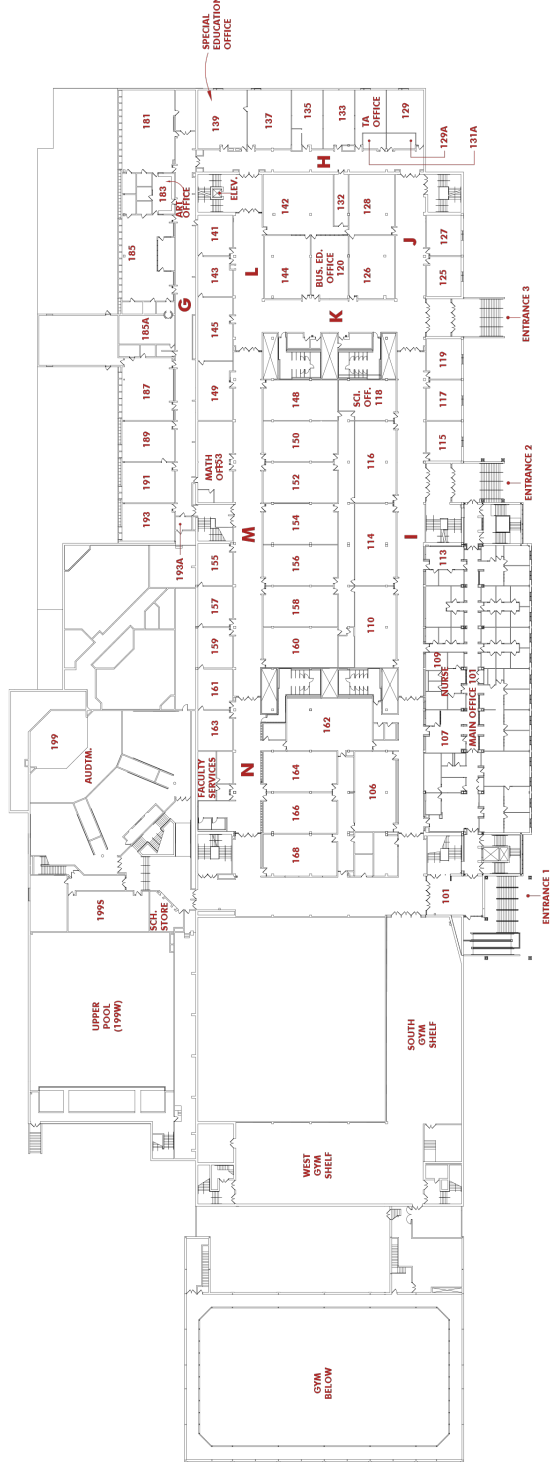 SPECIAL
EDUCATION
OFFICE
181
139
137
135
133
TA
OFFICE
129
129A
131A
H
183
ART
OFFICE
ELEV.
185
G
141
143
L
142
132
128
144
BUS. ED.
OFFICE
120
126
J
127
125
K
ENTRANCE 3
185A
145
187
149
148
SCI.
OFF.
118
119
117
115
189
191
193
193A
MATH
OFF53
150
152
116
ENTRANCE 2
M
154
156
114
I
113
155
157
159
161
163
158
160
110
109
NURSE
107
MAIN OFFICE 101
199
AUDTM.
FACULTY
SERVICES
N
162
164
166
168
106
101
ENTRANCE 1
199S
SCH.
STORE
UPPER
POOL
(199W)
SOUTH
GYM
SHELF
WEST
GYM
SHELF
GYM
BELOW